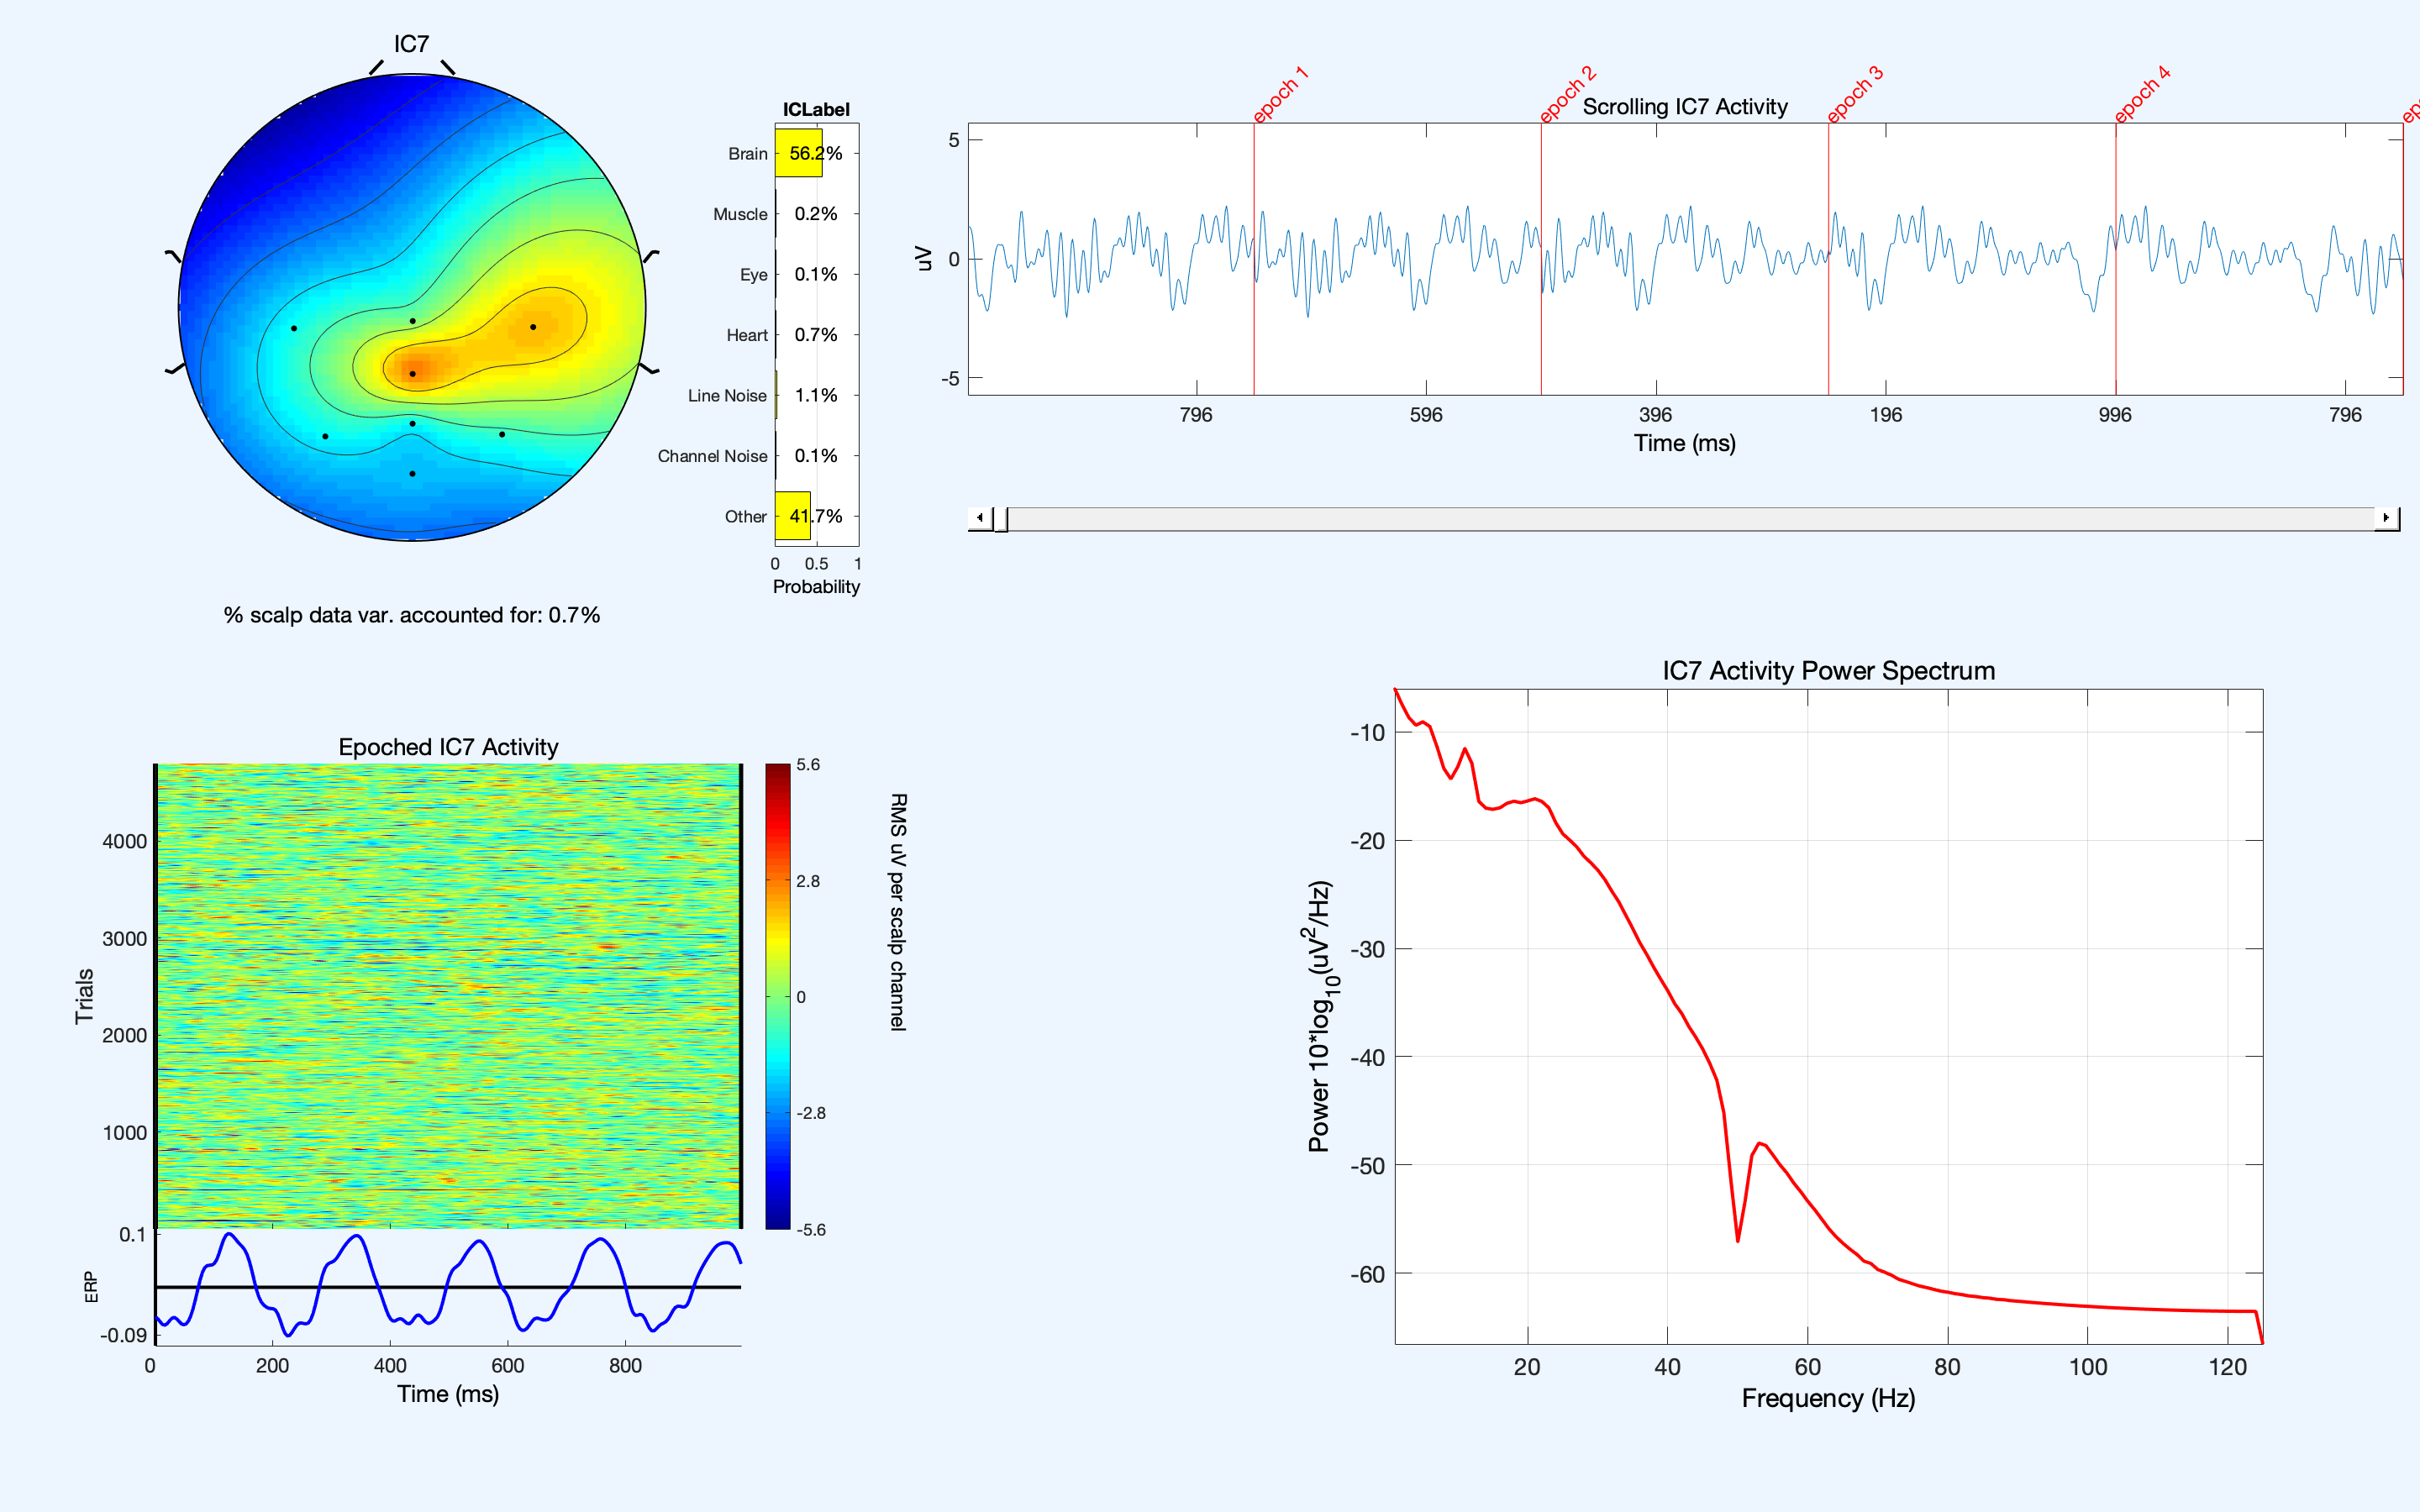 IC7
ICLabel
Brain 56.2%
Muscle 0.2%
Eye 0.1%
Heart 0.7%
Line Noise 1.1%
Channel Noise 0.1%
Other 41.7%
0 0.5 1
Probability
% scalp data var. accounted for: 0.7%
epoch 1
epoch 2
epoch 3
epoch 4
Scrolling IC7 Activity
5
0
-5
uV
796 596 396 196 996 796
Time (ms)
Epoched IC7 Activity
4000
3000
2000
1000
Trials
5.6
2.8
0
-2.8
-5.6
RMS uV per scalp channel
0.1
-0.09
ERP
0 200 400 600 800
Time (ms)
IC7 Activity Power Spectrum
-10
-20
-30
-40
-50
-60
Power 10*log10(uV2/Hz)
20 40 60 80 100 120
Frequency (Hz)